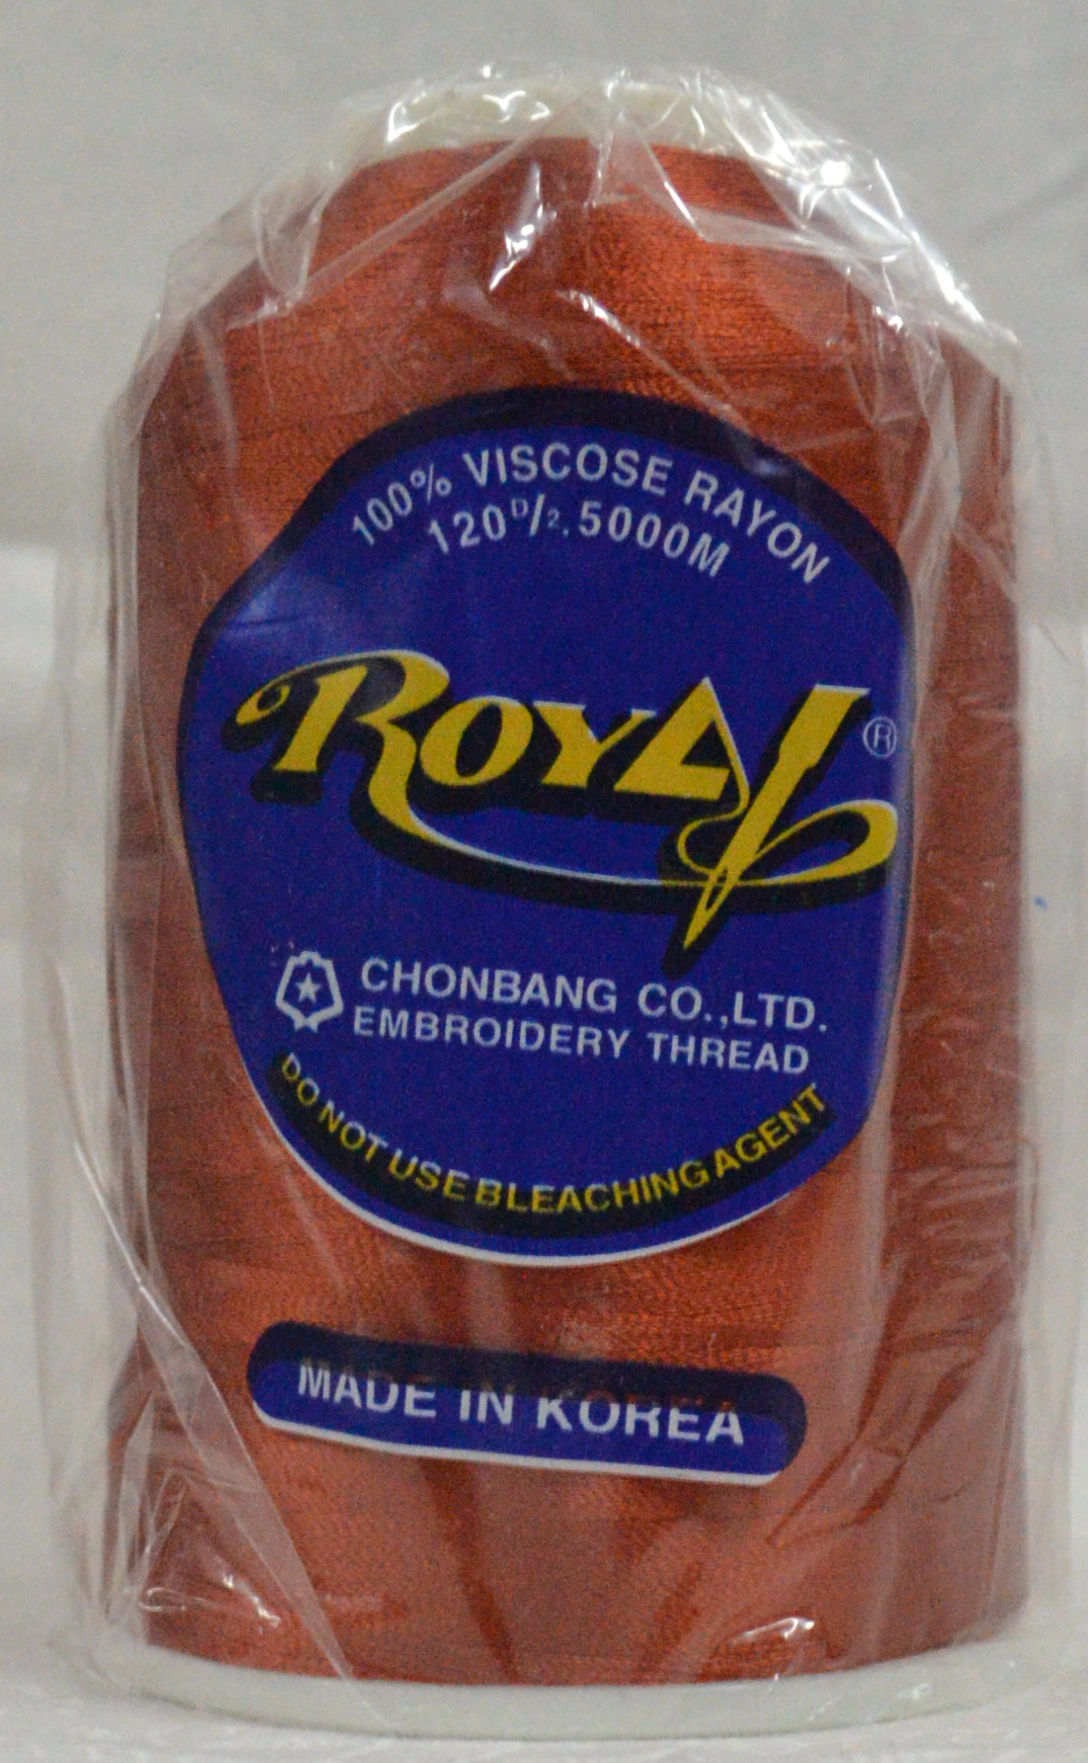 100% VISCOSE RAYON
120ᴰ/₂.5000M
ROYAL®
CHONBANG CO.,LTD.
EMBROIDERY THREAD
DO NOT USE BLEACHING AGENT
MADE IN KOREA